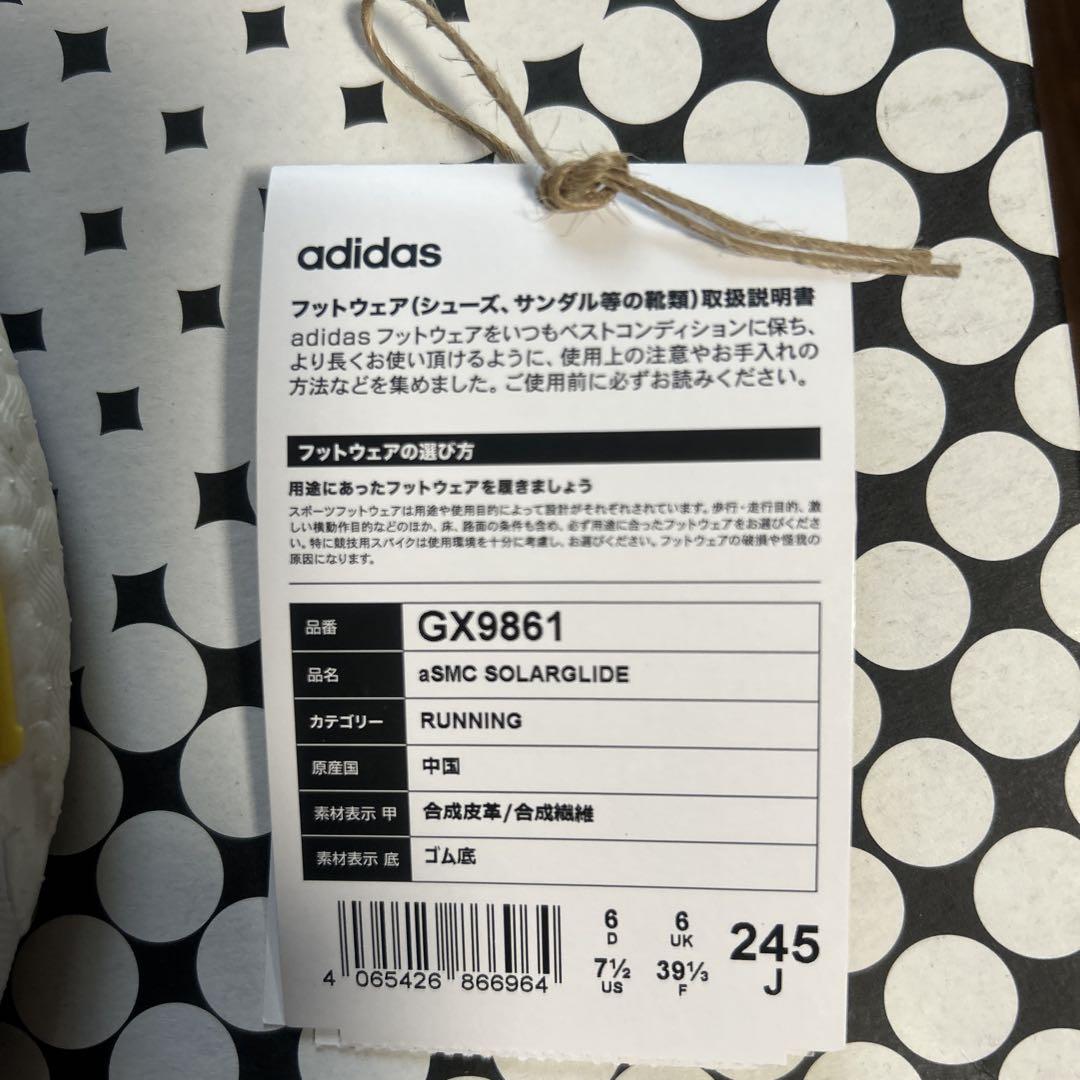 adidas
フットウェア(シューズ、サンダル等の靴類)取扱説明書
adidas フットウェアをいつもベストコンディションに保ち、
より長くお使い頂けるように、使用上の注意やお手入れの
方法などを集めました。ご使用前に必ずお読みください。
フットウェアの選び方
用途にあったフットウェアを履きましょう
スポーツフットウェアは用途や使用目的によって設計がそれぞれされています。歩行・走行目的、激
しい横動作目的などのほか、床、路面の条件も含め、必ず用途に合ったフットウェアをお選びくださ
い。特に競技用スパイクは使用環境を十分に考慮し、お選びください。フットウェアの破損や怪我の
原因になります。
品番 GX9861
品名 aSMC SOLARGLIDE
カテゴリー RUNNING
原産国 中国
素材表示 甲 合成皮革/合成繊維
素材表示 底 ゴム底
6 6 245
D UK J
7½ 39⅓
US F
4 065426 866964